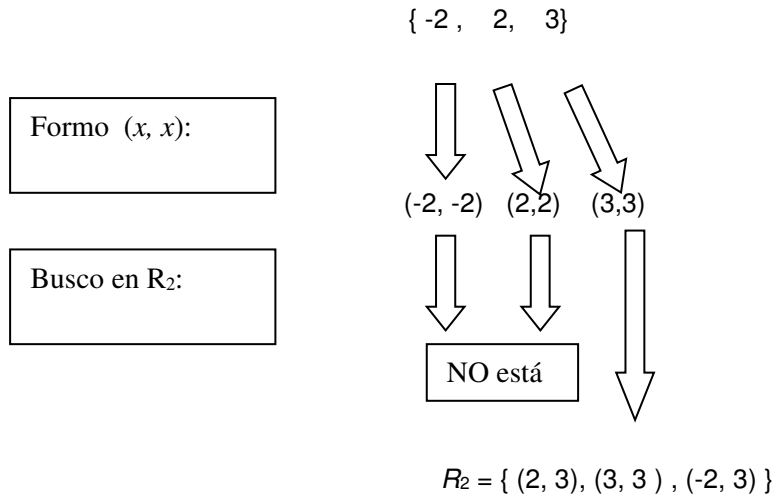 { -2 , 2, 3}
Formo (x, x):
(-2, -2) (2,2) (3,3)
Busco en R₂:
NO está
R₂ = { (2, 3), (3, 3 ) , (-2, 3) }